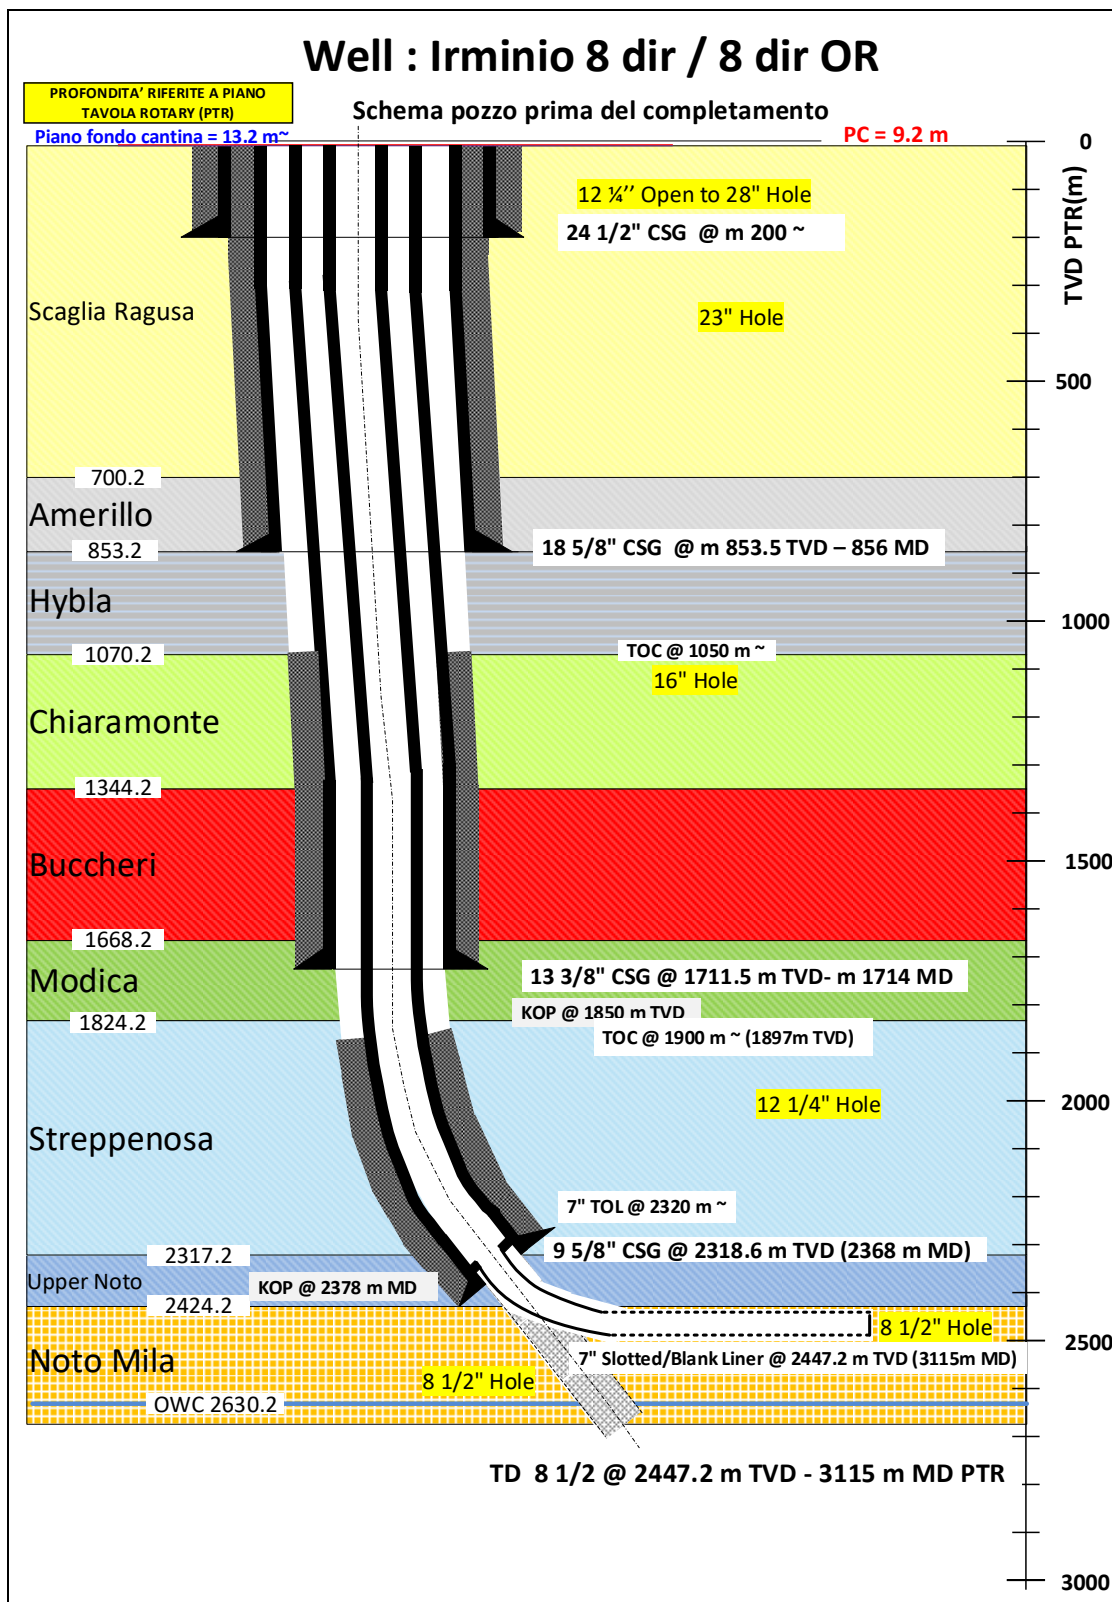 Well : Irminio 8 dir / 8 dir OR
PROFONDITA’ RIFERITE A PIANO
TAVOLA ROTARY (PTR)
Schema pozzo prima del completamento
Piano fondo cantina = 13.2 m~
PC = 9.2 m
0
TVD PTR(m)
12 ¼’’ Open to 28" Hole
24 1/2" CSG @ m 200 ~
Scaglia Ragusa
23" Hole
500
700.2
Amerillo
853.2
18 5/8" CSG @ m 853.5 TVD – 856 MD
Hybla
1000
1070.2
TOC @ 1050 m ~
16" Hole
Chiaramonte
1344.2
Buccheri
1500
1668.2
Modica
13 3/8" CSG @ 1711.5 m TVD- m 1714 MD
KOP @ 1850 m TVD
1824.2
TOC @ 1900 m ~ (1897m TVD)
2000
12 1/4" Hole
Streppenosa
7" TOL @ 2320 m ~
2317.2
9 5/8" CSG @ 2318.6 m TVD (2368 m MD)
Upper Noto
KOP @ 2378 m MD
2424.2
8 1/2" Hole
2500
Noto Mila
7" Slotted/Blank Liner @ 2447.2 m TVD (3115m MD)
8 1/2" Hole
OWC 2630.2
TD 8 1/2 @ 2447.2 m TVD - 3115 m MD PTR
3000